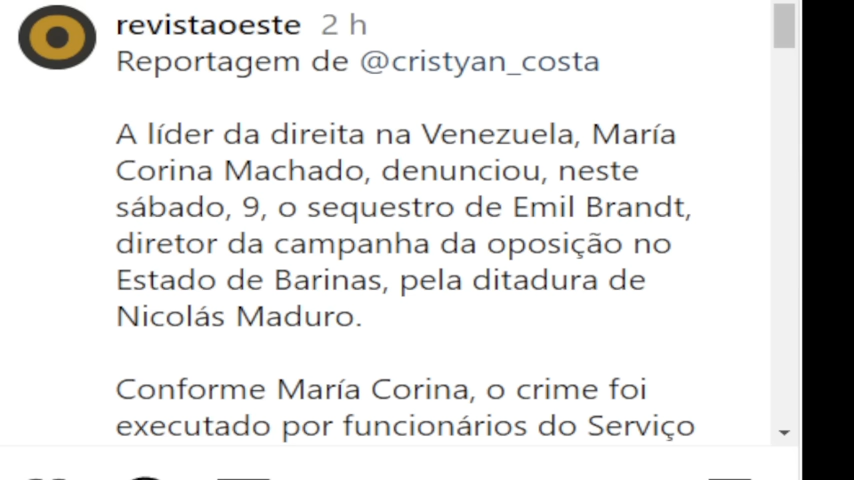 revistaoeste 2 h
Reportagem de @cristyan_costa
A líder da direita na Venezuela, María
Corina Machado, denunciou, neste
sábado, 9, o sequestro de Emil Brandt,
diretor da campanha da oposição no
Estado de Barinas, pela ditadura de
Nicolás Maduro.
Conforme María Corina, o crime foi
executado por funcionários do Serviço